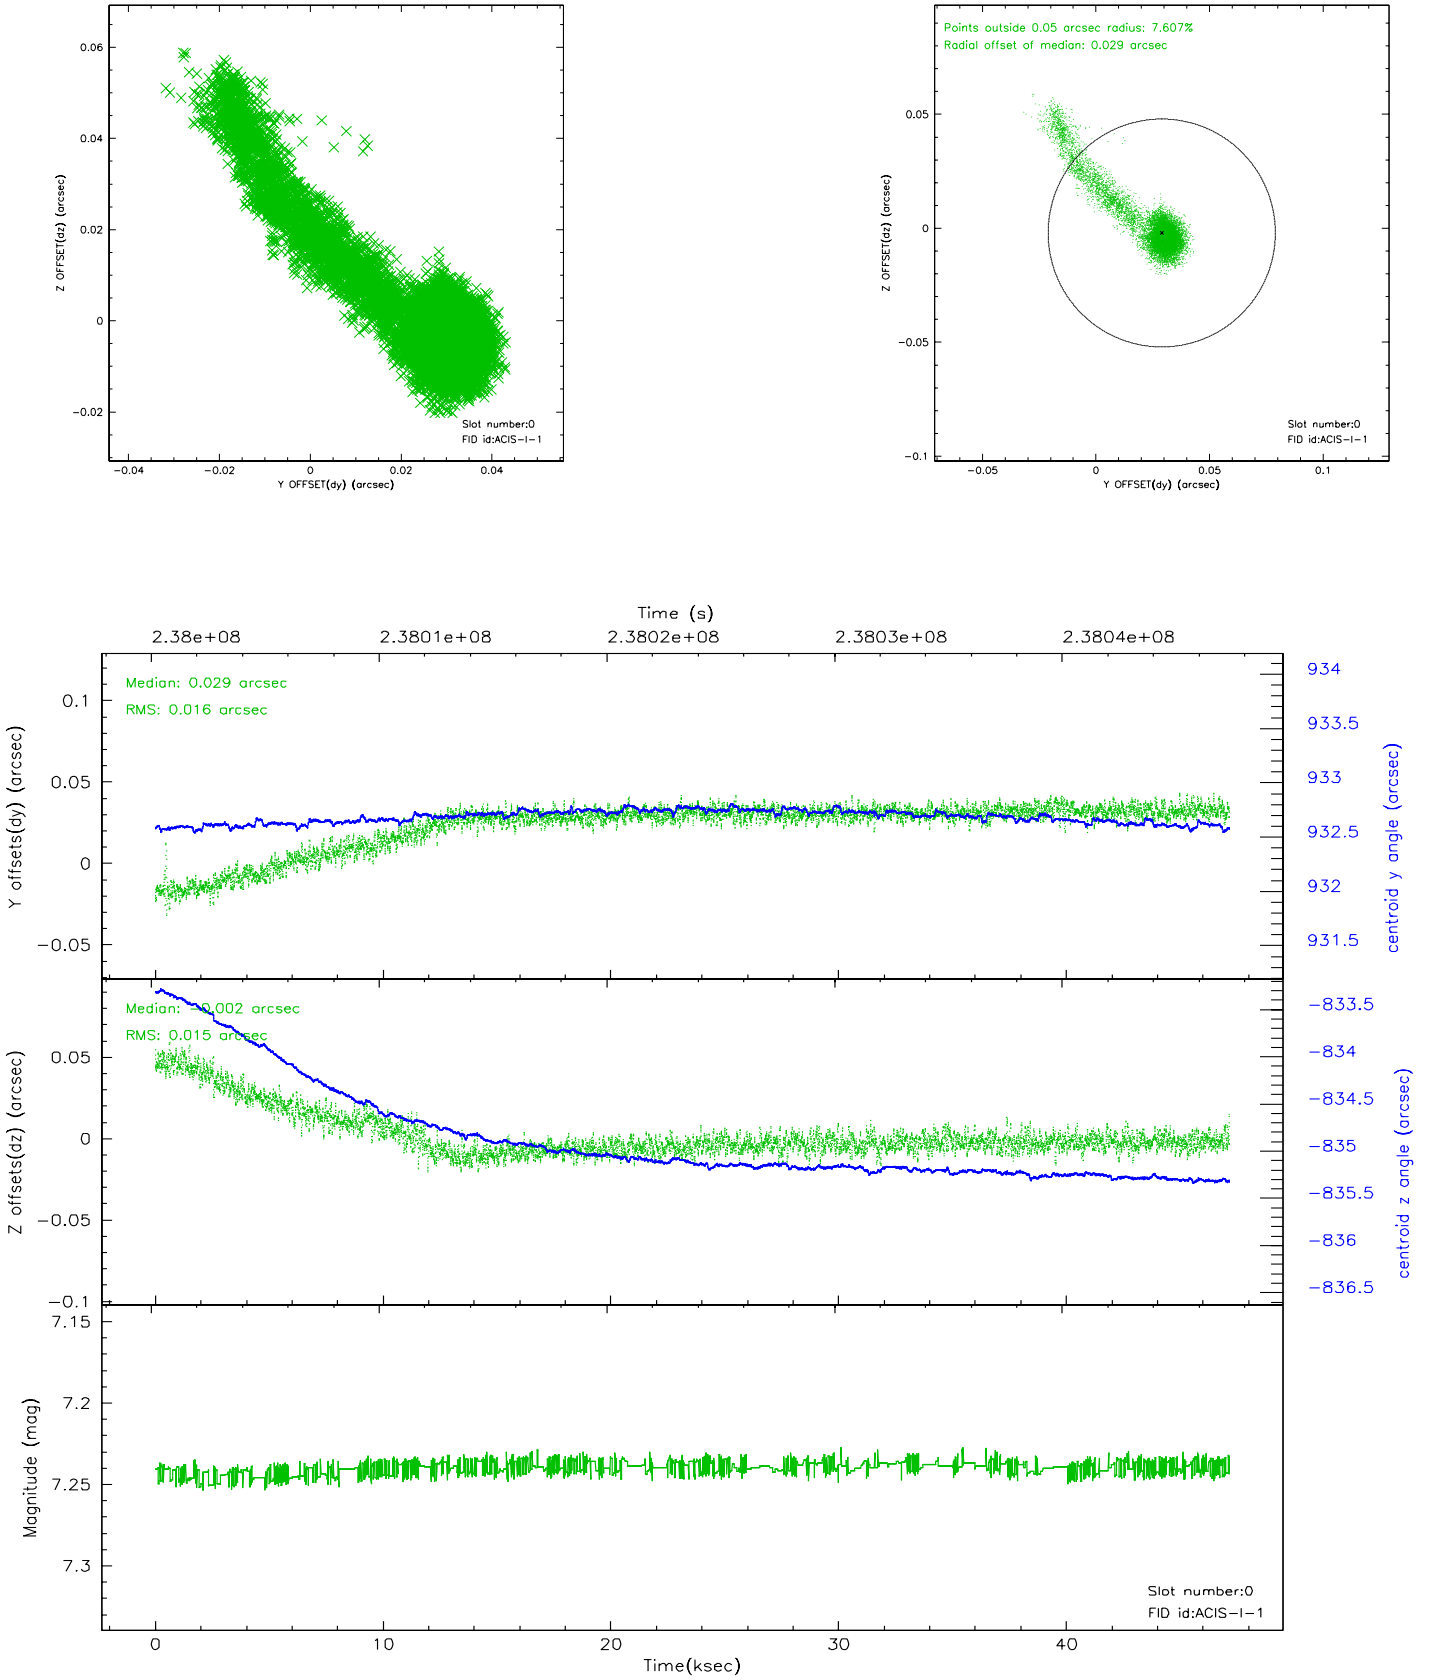 0.06
0.04
0.02
0
−0.02
Z OFFSET(dz) (arcsec)
Slot number:0
FID id:ACIS−I−1
−0.04
−0.02
0
0.02
0.04
Y OFFSET(dy) (arcsec)
Points outside 0.05 arcsec radius: 7.607%
Radial offset of median: 0.029 arcsec
0.05
0
−0.05
−0.1
Z OFFSET(dz) (arcsec)
Slot number:0
FID id:ACIS−I−1
−0.05
0
0.05
0.1
Y OFFSET(dy) (arcsec)
Time (s)
2.38e+08
2.3801e+08
2.3802e+08
2.3803e+08
2.3804e+08
Median: 0.029 arcsec
RMS: 0.016 arcsec
0.1
0.05
0
−0.05
Y offsets(dy) (arcsec)
934
933.5
933
932.5
932
931.5
centroid y angle (arcsec)
Median: −0.002 arcsec
RMS: 0.015 arcsec
0.05
0
−0.05
−0.1
Z offsets(dz) (arcsec)
−833.5
−834
−834.5
−835
−835.5
−836
−836.5
centroid z angle (arcsec)
7.15
7.2
7.25
7.3
Magnitude (mag)
Slot number:0
FID id:ACIS−I−1
0
10
20
30
40
Time(ksec)